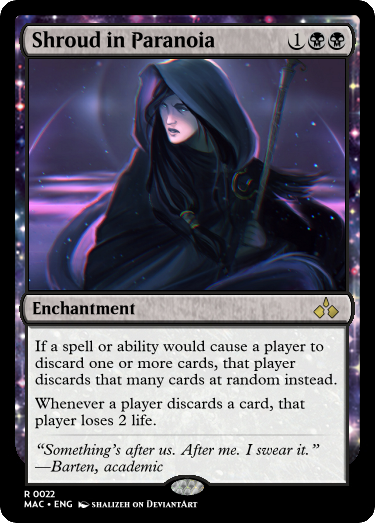 Shroud in Paranoia 1
Enchantment
If a spell or ability would cause a player to
discard one or more cards, that player
discards that many cards at random instead.
Whenever a player discards a card, that
player loses 2 life.
“Something’s after us. After me. I swear it.”
—Barten, academic
R 0022
MAC • ENG shalizeh on DeviantArt